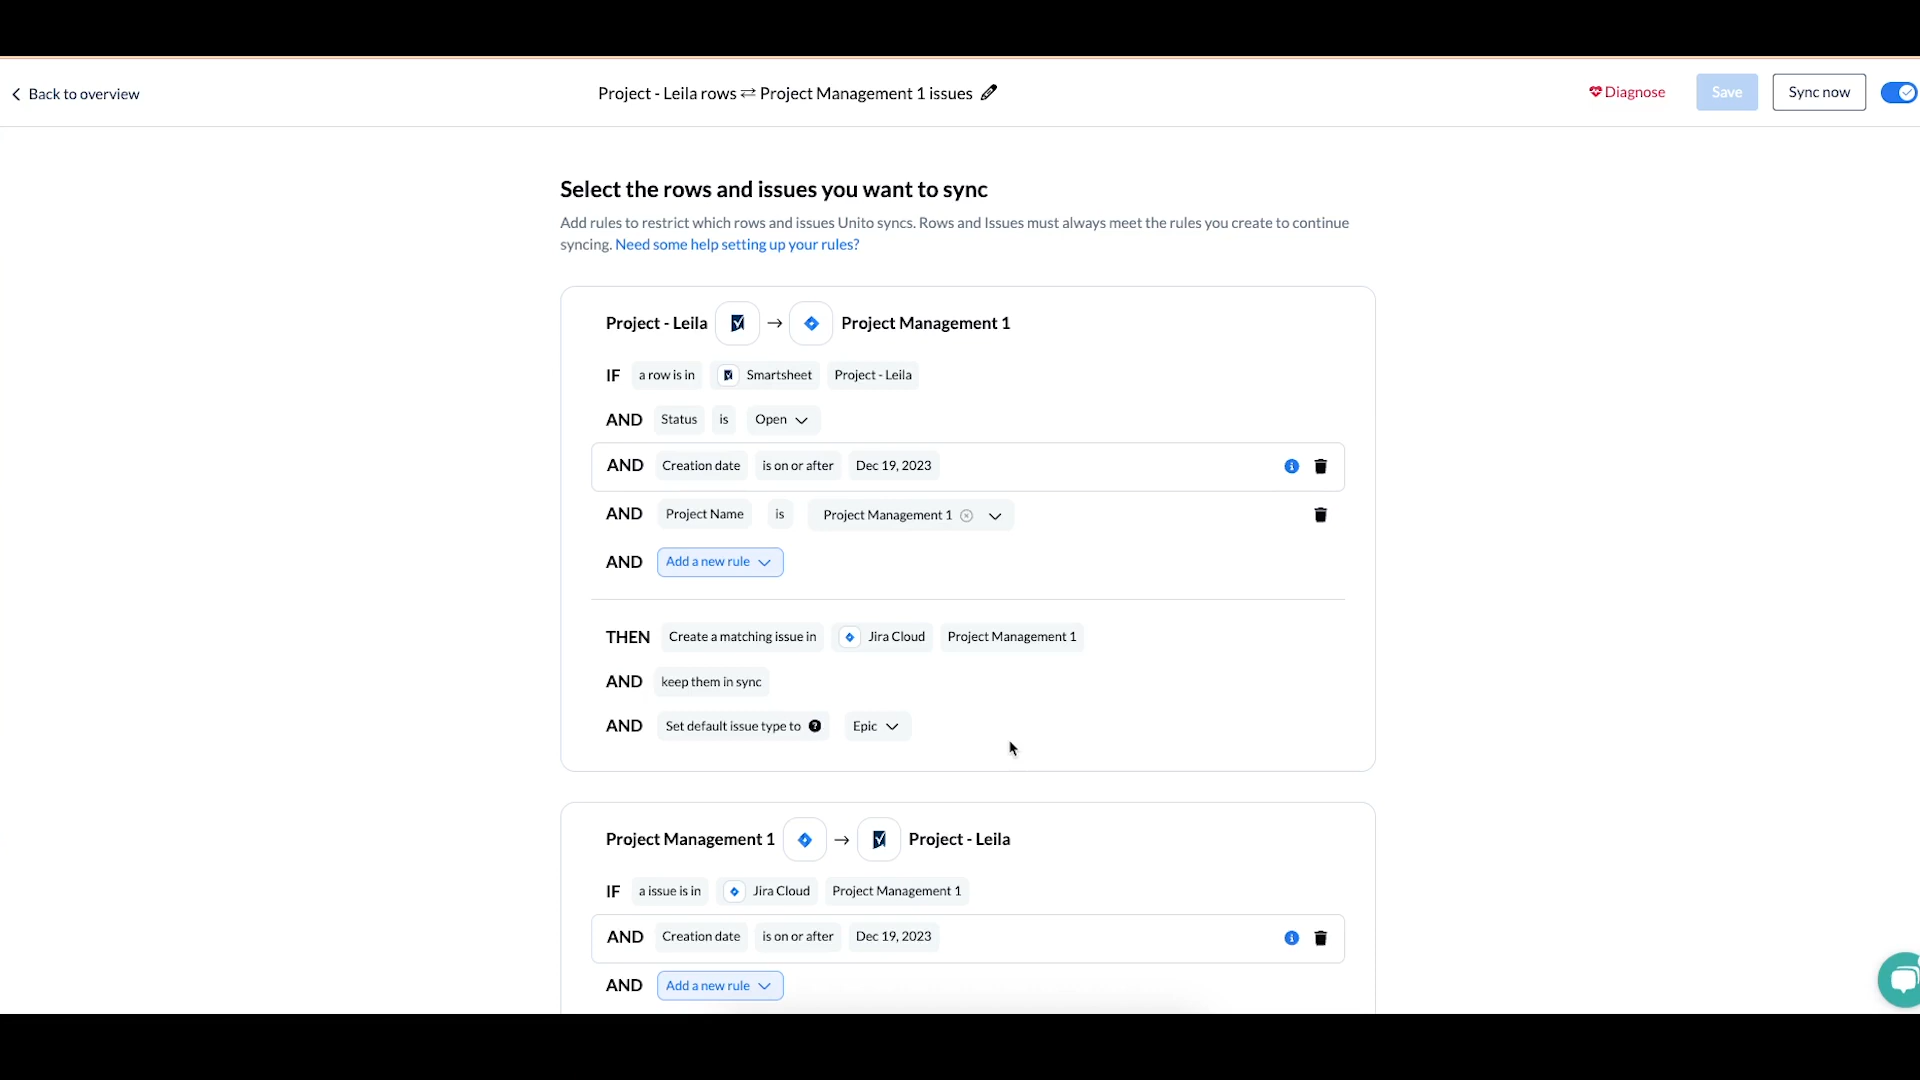 Back to overview
Project - Leila rows ⇄ Project Management 1 issues
Diagnose
Save
Sync now
Select the rows and issues you want to sync
Add rules to restrict which rows and issues Unito syncs. Rows and Issues must always meet the rules you create to continue
syncing. Need some help setting up your rules?
Project - Leila → Project Management 1
IF a row is in Smartsheet Project - Leila
AND Status is Open
AND Creation date is on or after Dec 19, 2023
AND Project Name is Project Management 1
AND Add a new rule
THEN Create a matching issue in Jira Cloud Project Management 1
AND keep them in sync
AND Set default issue type to Epic
Project Management 1 → Project - Leila
IF a issue is in Jira Cloud Project Management 1
AND Creation date is on or after Dec 19, 2023
AND Add a new rule